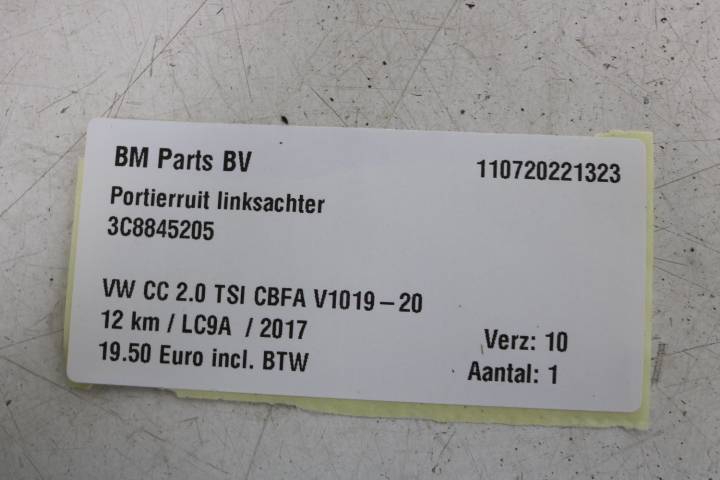 BM Parts BV
110720221323
Portierruit linksachter
3C8845205
VW CC 2.0 TSI CBFA V1019-20
12 km / LC9A / 2017
Verz: 10
19.50 Euro incl. BTW
Aantal: 1